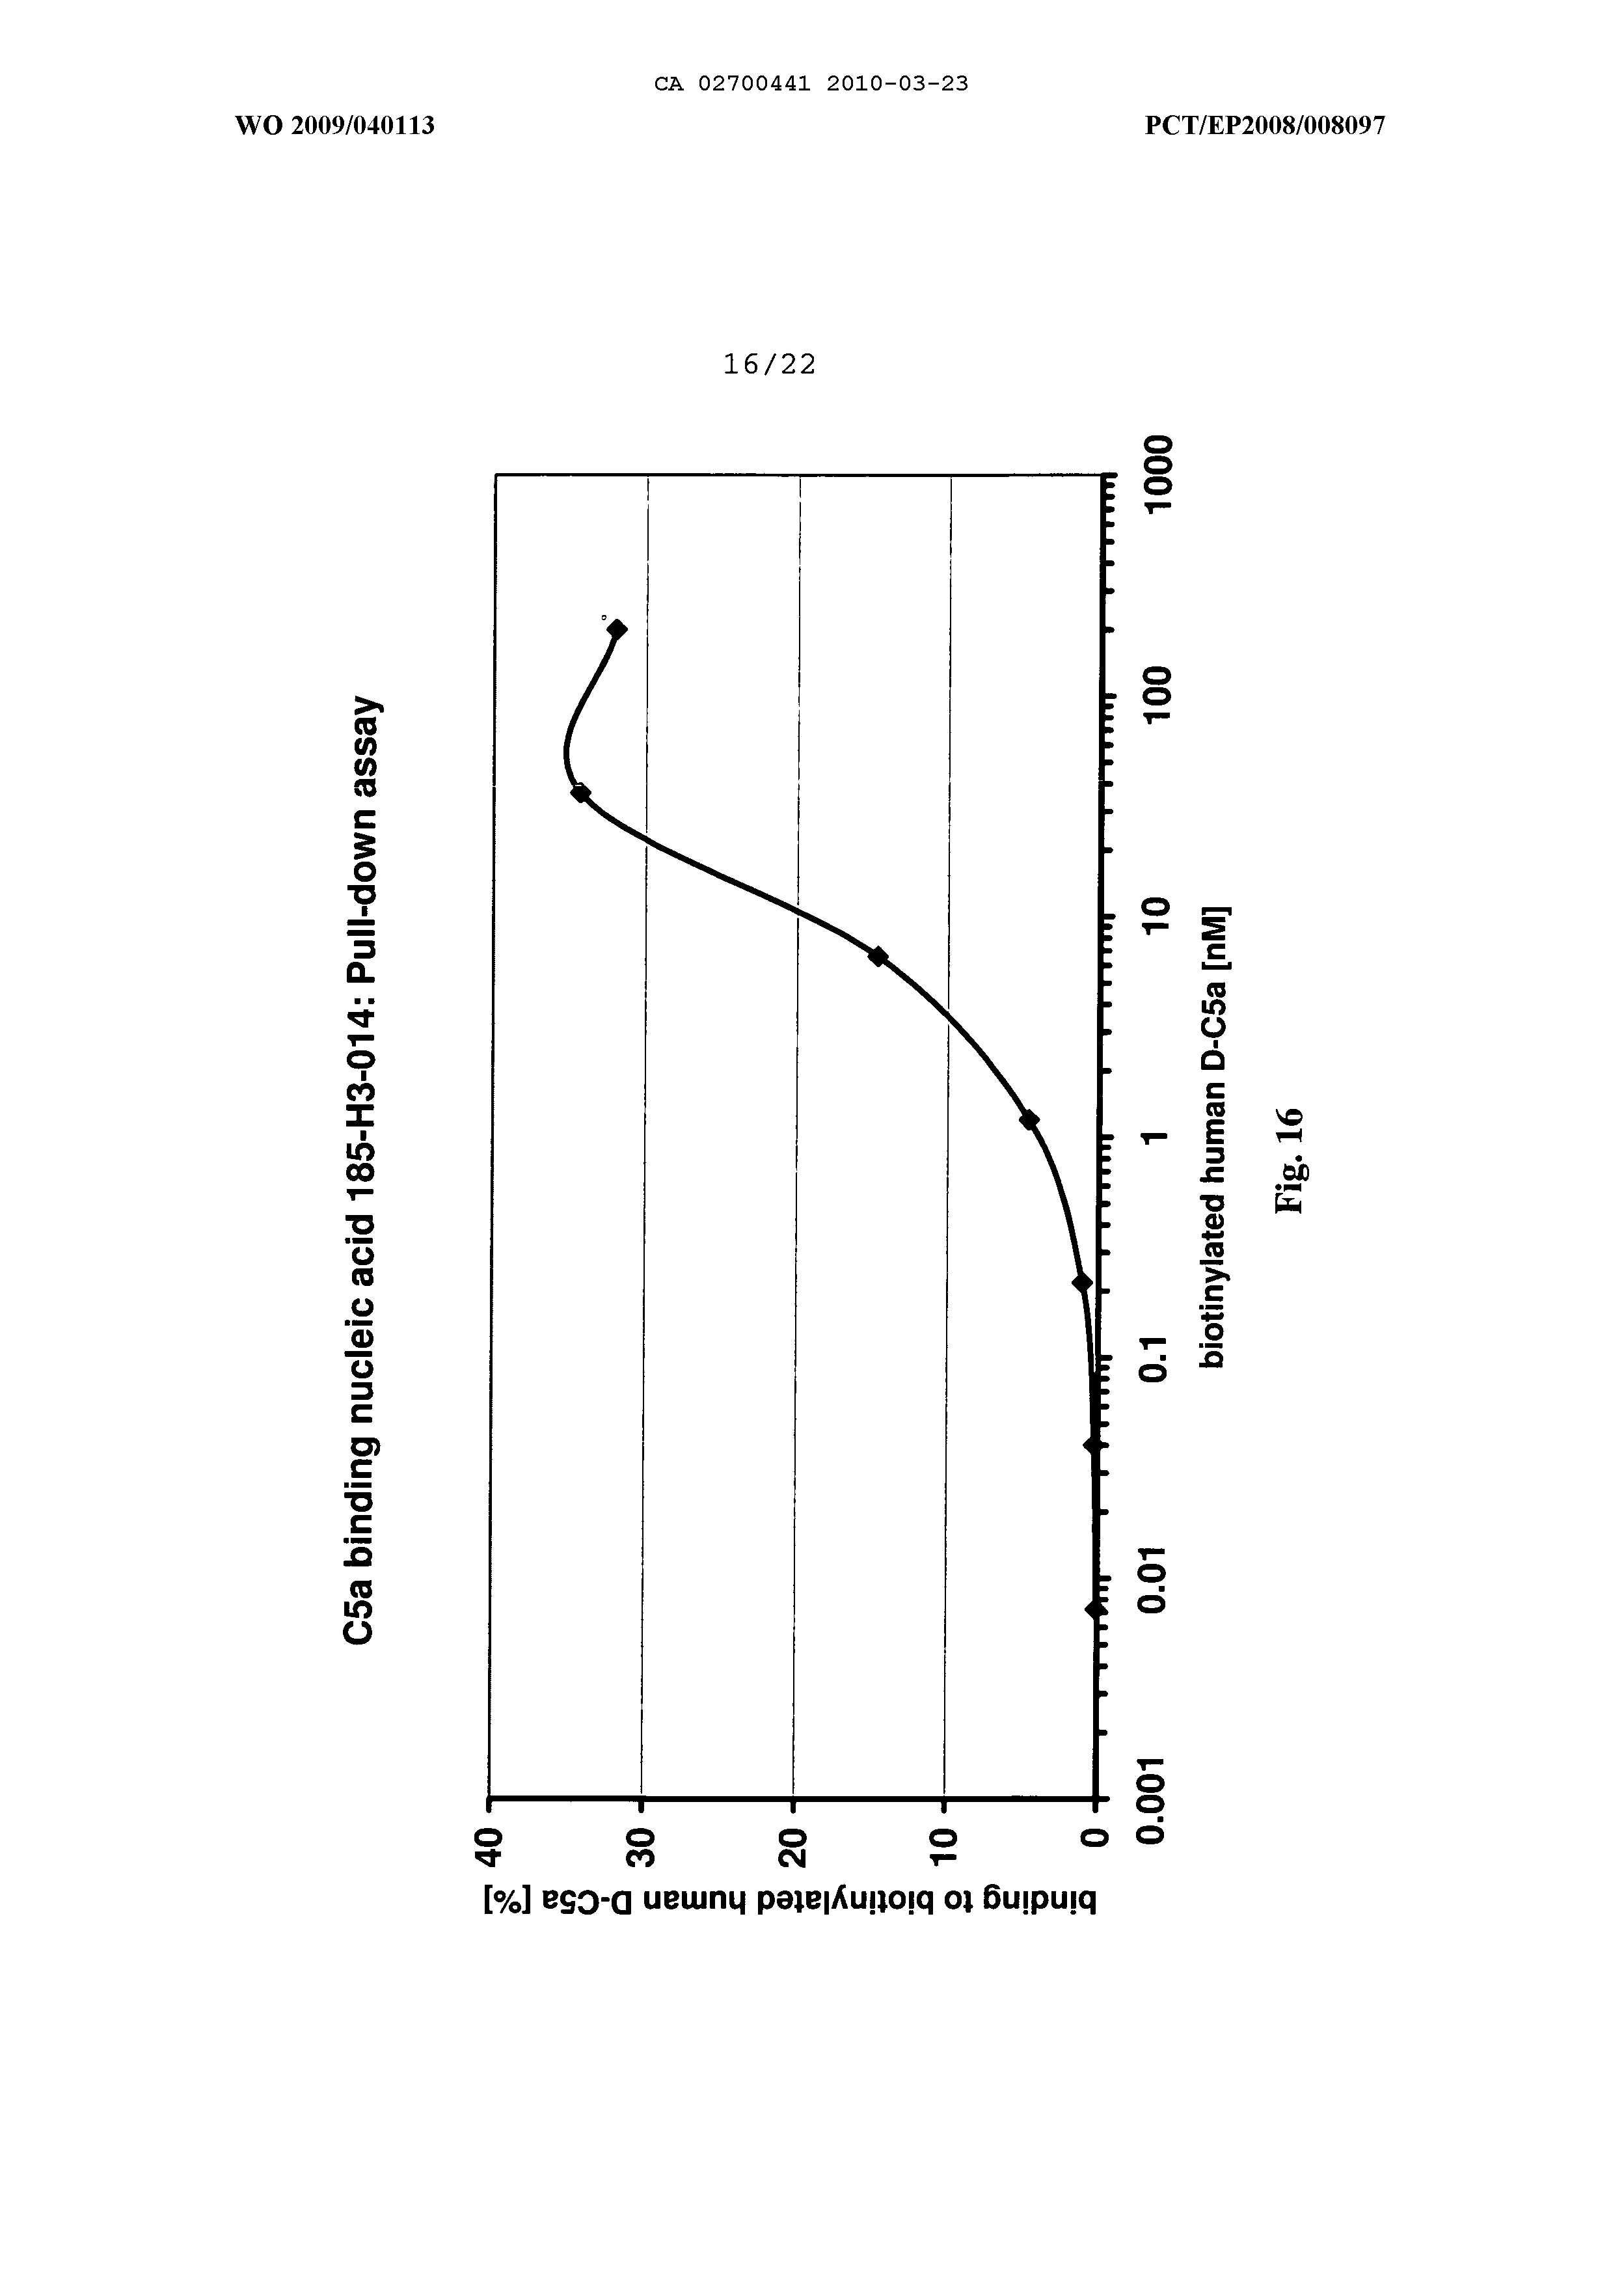 CA 02700441 2010-03-23
WO 2009/040113
PCT/EP2008/008097
16/22
C5a binding nucleic acid 185-H3-014: Pull-down assay
binding to biotinylated human D-C5a [%]
40
30
20
10
0
0.001
0.01
0.1
1
10
100
1000
biotinylated human D-C5a [nM]
Fig. 16